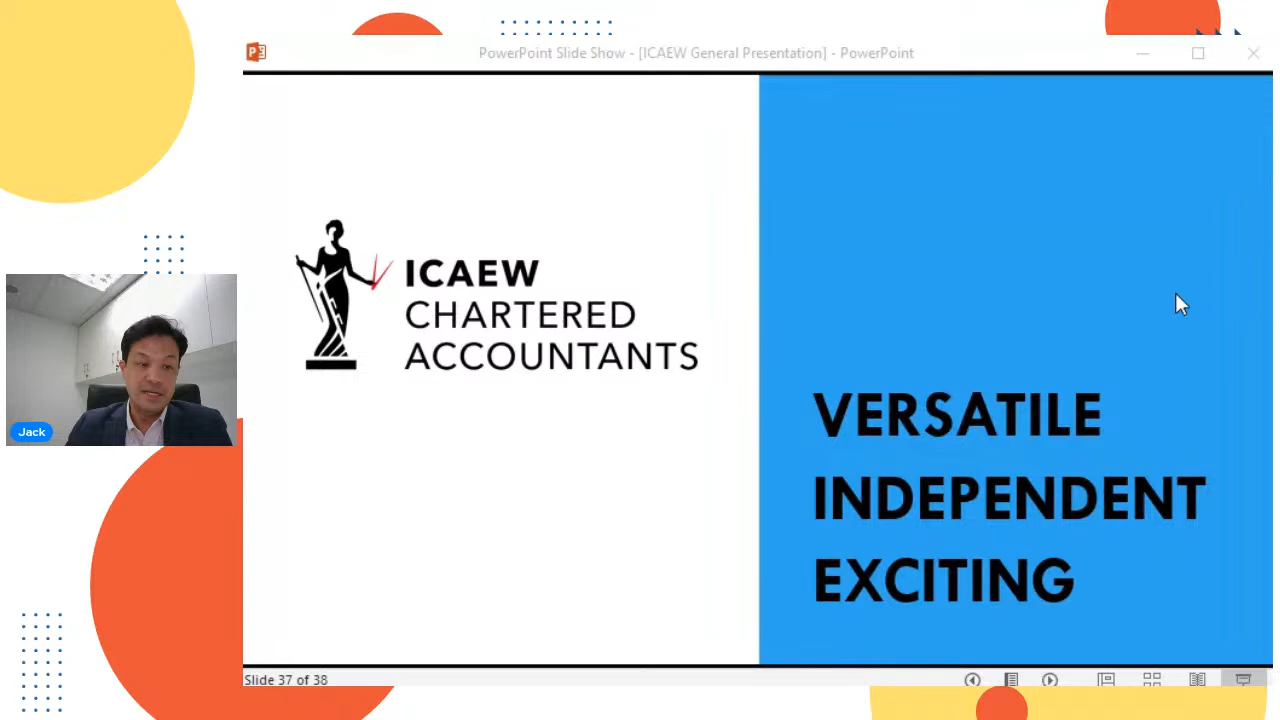 PowerPoint Slide Show - [ICAEW General Presentation] - PowerPoint
ICAEW
CHARTERED
ACCOUNTANTS
VERSATILE
INDEPENDENT
EXCITING
Jack
Slide 37 of 38